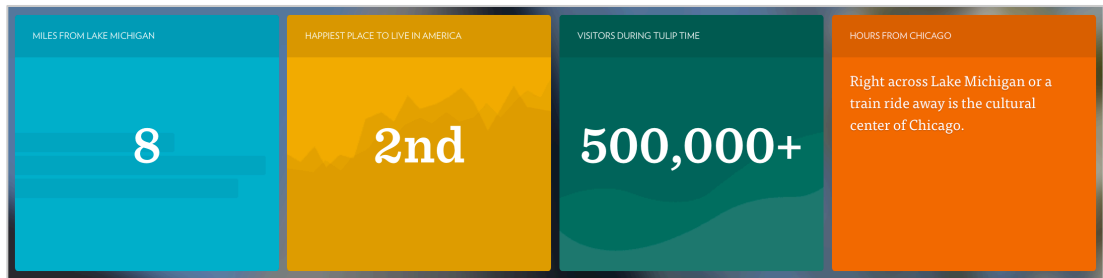 MILES FROM LAKE MICHIGAN
8
HAPPIEST PLACE TO LIVE IN AMERICA
2nd
VISITORS DURING TULIP TIME
500,000+
HOURS FROM CHICAGO
Right across Lake Michigan or a
train ride away is the cultural
center of Chicago.